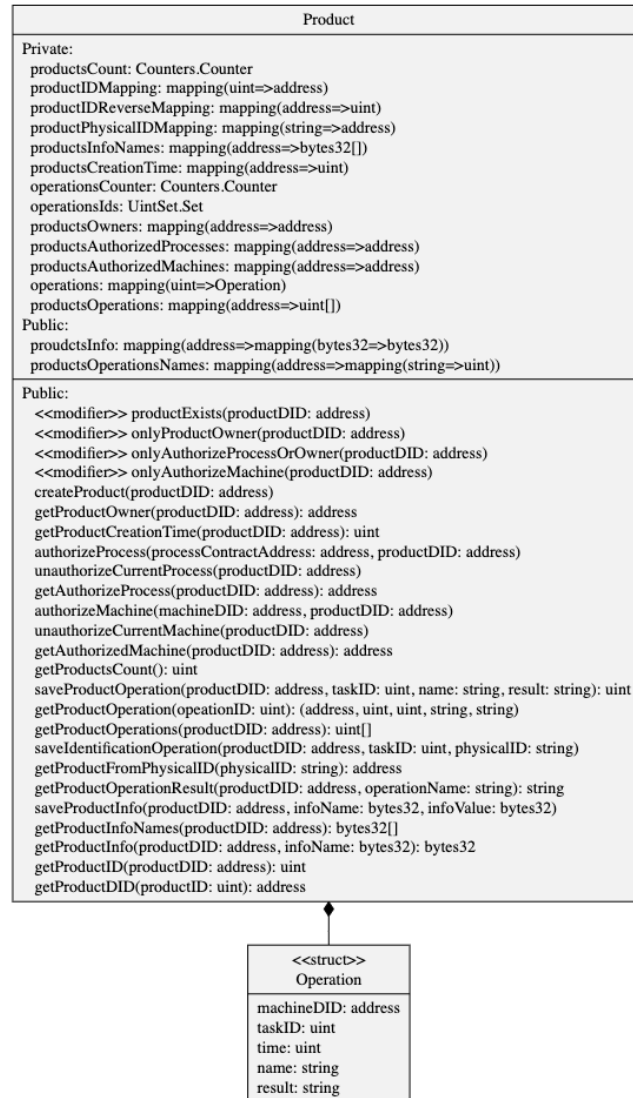 Product
Private:
productsCount: Counters.Counter
productIDMapping: mapping(uint=>address)
productIDReverseMapping: mapping(address=>uint)
productPhysicalIDMapping: mapping(string=>address)
productsInfoNames: mapping(address=>bytes32[])
productsCreationTime: mapping(address=>uint)
operationsCounter: Counters.Counter
operationsIds: UintSet.Set
productsOwners: mapping(address=>address)
productsAuthorizedProcesses: mapping(address=>address)
productsAuthorizedMachines: mapping(address=>address)
operations: mapping(uint=>Operation)
productsOperations: mapping(address=>uint[])
Public:
proudctsInfo: mapping(address=>mapping(bytes32=>bytes32))
productsOperationsNames: mapping(address=>mapping(string=>uint))
Public:
<<modifier>> productExists(productDID: address)
<<modifier>> onlyProductOwner(productDID: address)
<<modifier>> onlyAuthorizeProcessOrOwner(productDID: address)
<<modifier>> onlyAuthorizeMachine(productDID: address)
createProduct(productDID: address)
getProductOwner(productDID: address): address
getProductCreationTime(productDID: address): uint
authorizeProcess(processContractAddress: address, productDID: address)
unauthorizeCurrentProcess(productDID: address)
getAuthorizeProcess(productDID: address): address
authorizeMachine(machineDID: address, productDID: address)
unauthorizeCurrentMachine(productDID: address)
getAuthorizedMachine(productDID: address): address
getProductsCount(): uint
saveProductOperation(productDID: address, taskID: uint, name: string, result: string): uint
getProductOperation(opeationID: uint): (address, uint, uint, string, string)
getProductOperations(productDID: address): uint[]
saveIdentificationOperation(productDID: address, taskID: uint, physicalID: string)
getProductFromPhysicalID(physicalID: string): address
getProductOperationResult(productDID: address, operationName: string): string
saveProductInfo(productDID: address, infoName: bytes32, infoValue: bytes32)
getProductInfoNames(productDID: address): bytes32[]
getProductInfo(productDID: address, infoName: bytes32): bytes32
getProductID(productDID: address): uint
getProductDID(productID: uint): address
<<struct>>
Operation
machineDID: address
taskID: uint
time: uint
name: string
result: string